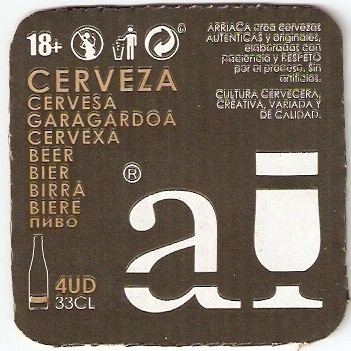 18+
ARRIACA crea cervezas
AUTÉNTICAS y originales,
elaboradas con
paciencia y RESPETO
por el proceso, sin
artificios.
CULTURA CERVECERA,
CREATIVA, VARIADA Y
DE CALIDAD.
CERVEZA
CERVESA
GARAGARDOA
CERVEXA
BEER
BIER
BIRRA
BIERE
ПИВО
4UD
33CL
®
ai